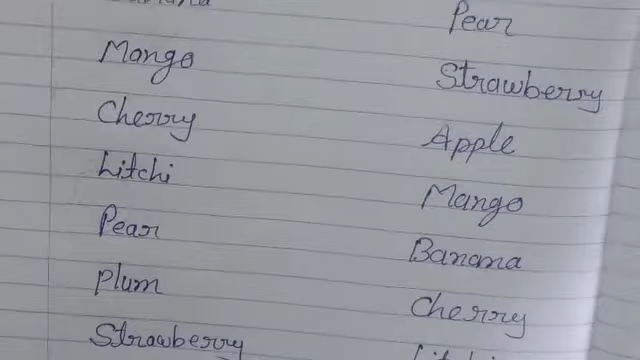 Mango
Cherry
Litchi
Pear
Plum
Strawberry
Pear
Strawberry
Apple
Mango
Banana
Cherry